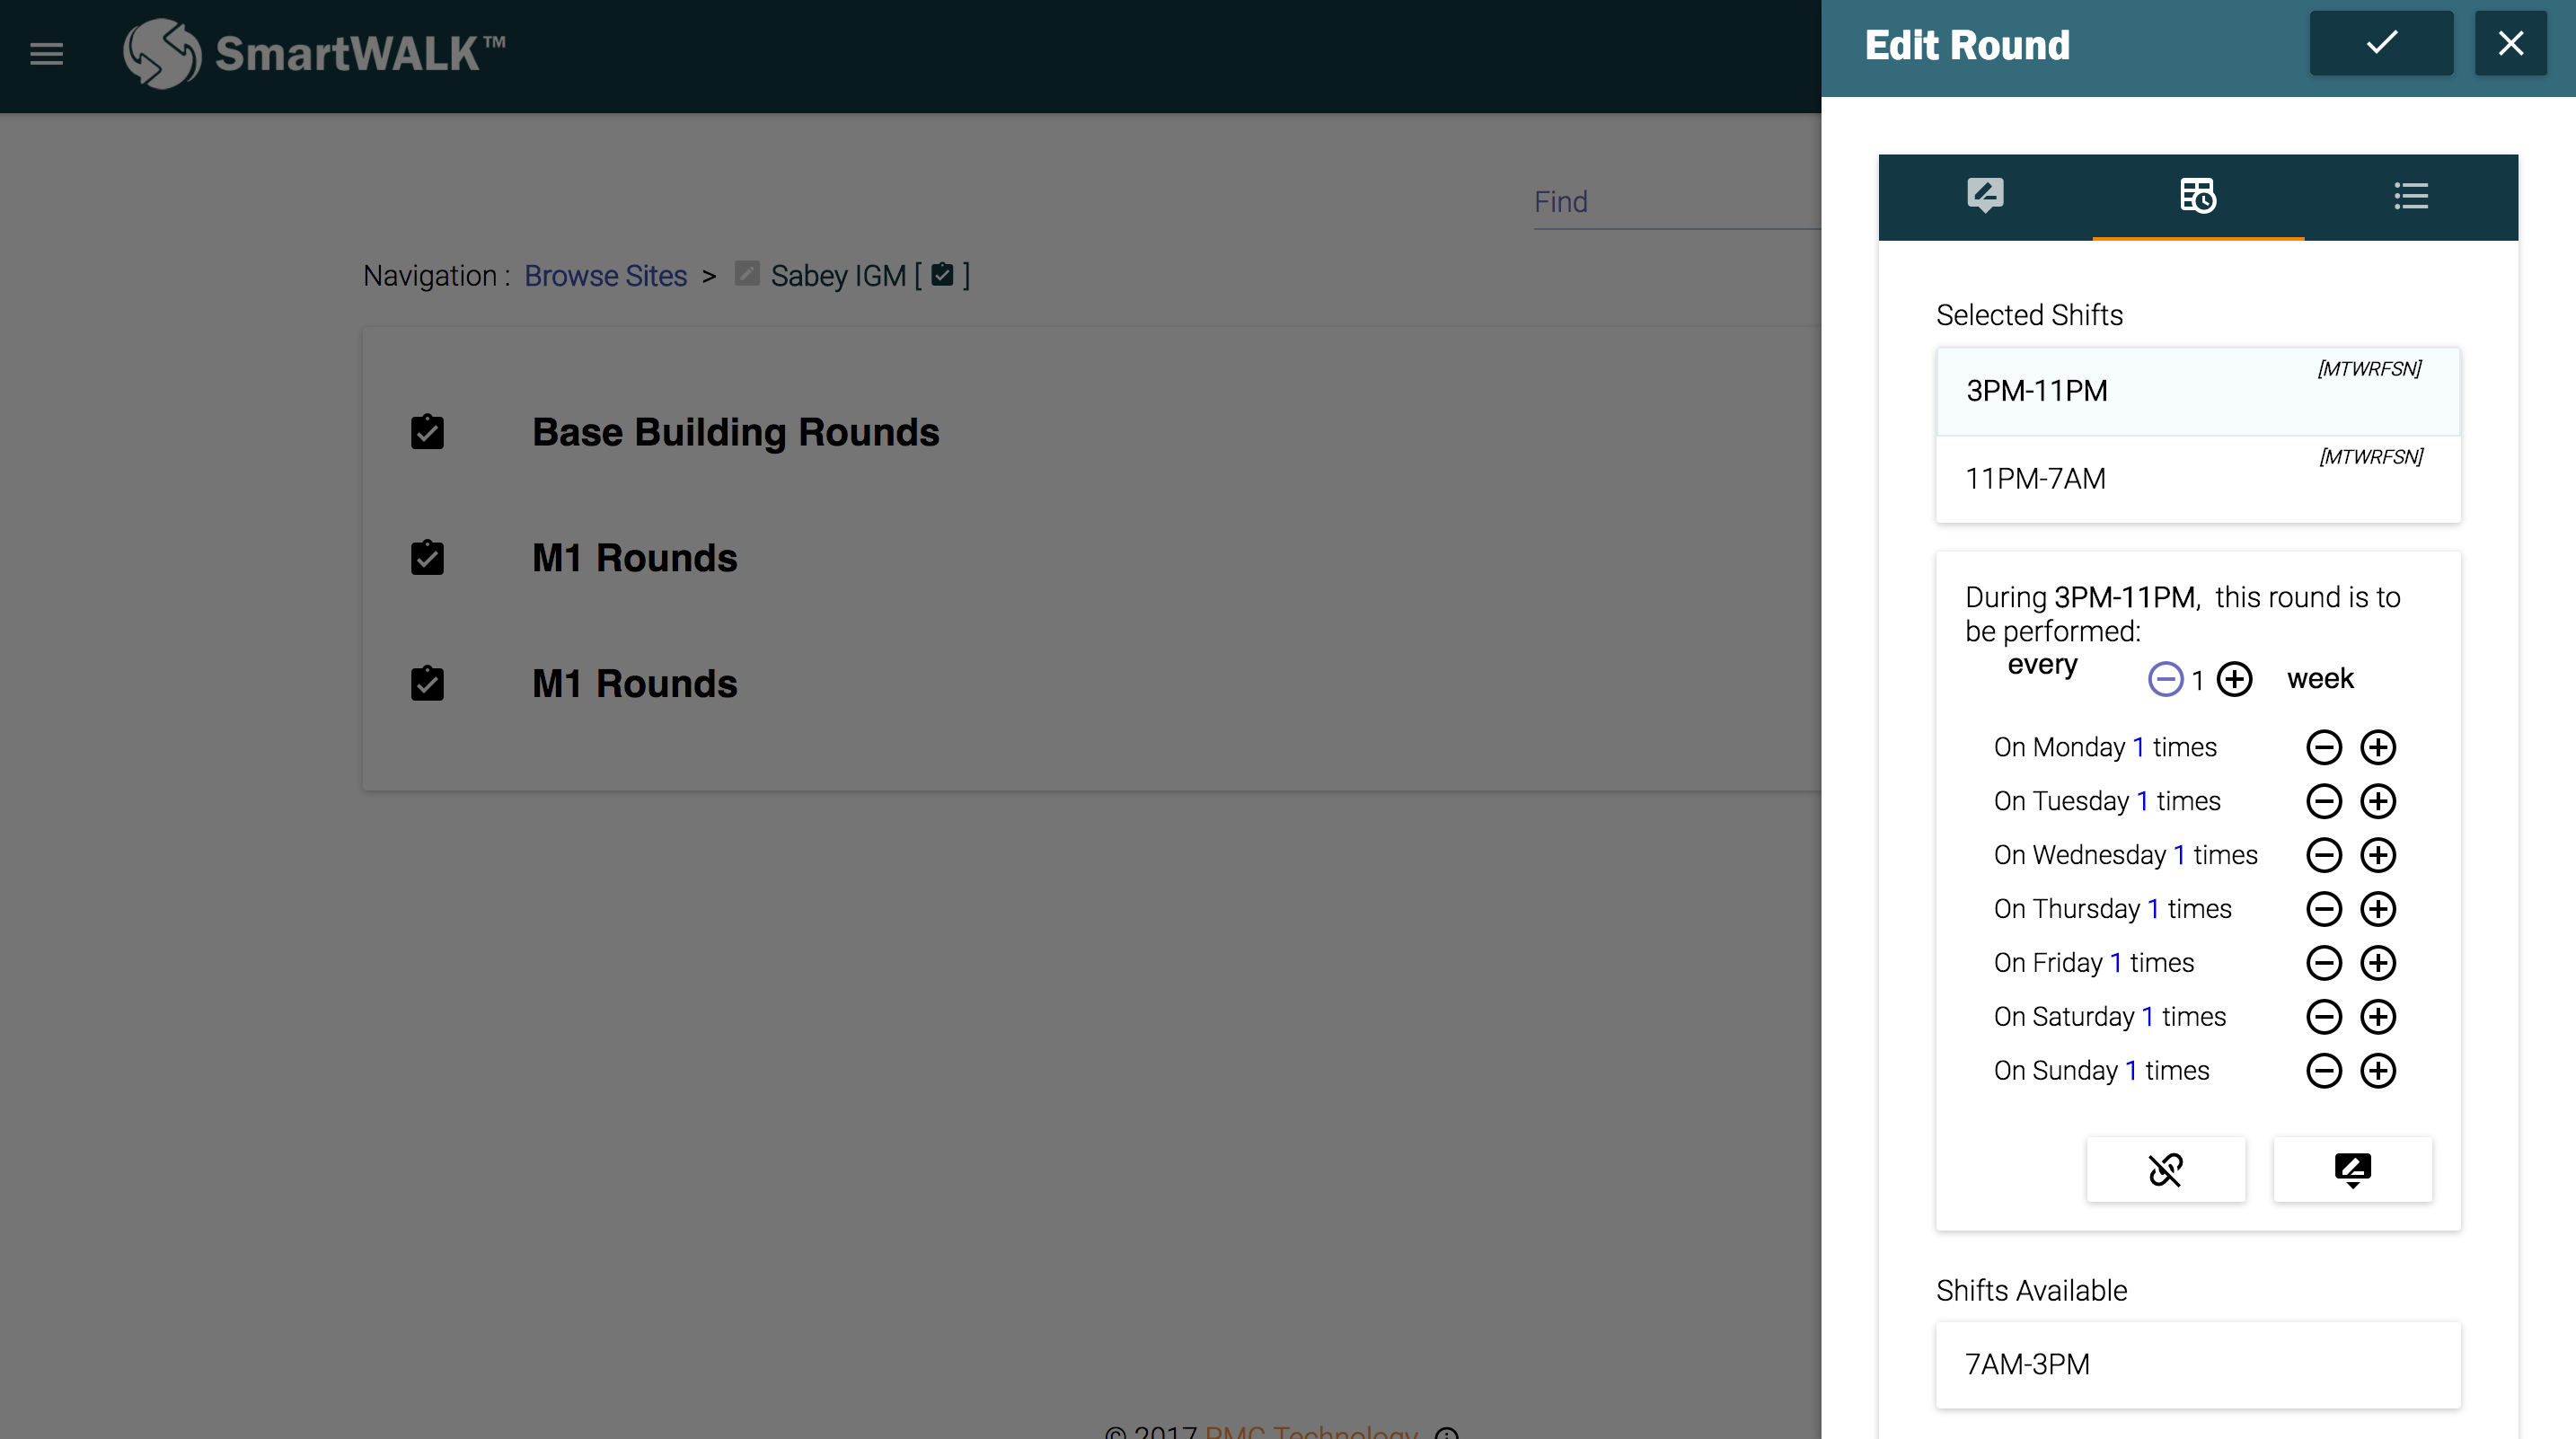 SmartWALK™
Edit Round
Find
Navigation : Browse Sites > Sabey IGM [ ]
Base Building Rounds
M1 Rounds
M1 Rounds
Selected Shifts
[MTWRFSN]
3PM-11PM
[MTWRFSN]
11PM-7AM
During 3PM-11PM, this round is to
be performed:
every 1 week
On Monday 1 times
On Tuesday 1 times
On Wednesday 1 times
On Thursday 1 times
On Friday 1 times
On Saturday 1 times
On Sunday 1 times
Shifts Available
7AM-3PM
© 2017 RMC Technology